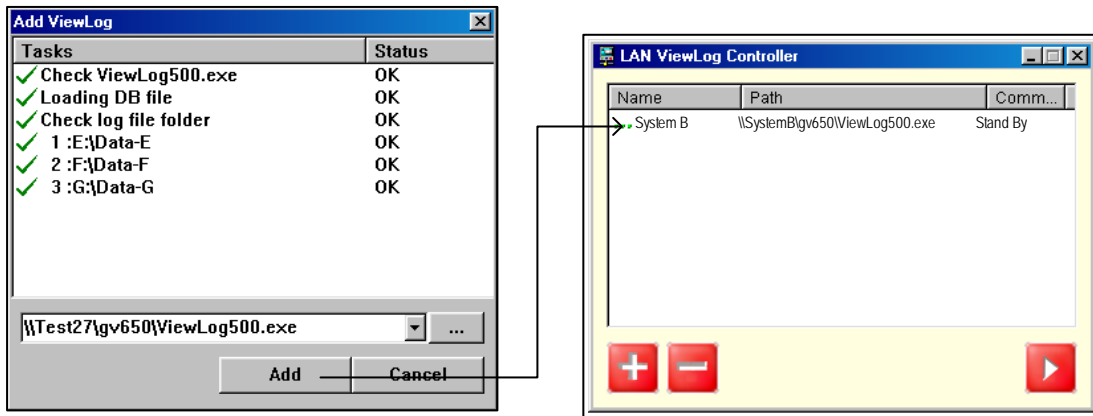 Add ViewLog
Tasks Status
Check ViewLog500.exe OK
Loading DB file OK
Check log file folder OK
1 :E:\Data-E OK
2 :F:\Data-F OK
3 :G:\Data-G OK
\\Test27\gv650\ViewLog500.exe ...
Add Cancel
LAN ViewLog Controller
Name Path Comm...
System B \\SystemB\gv650\ViewLog500.exe Stand By